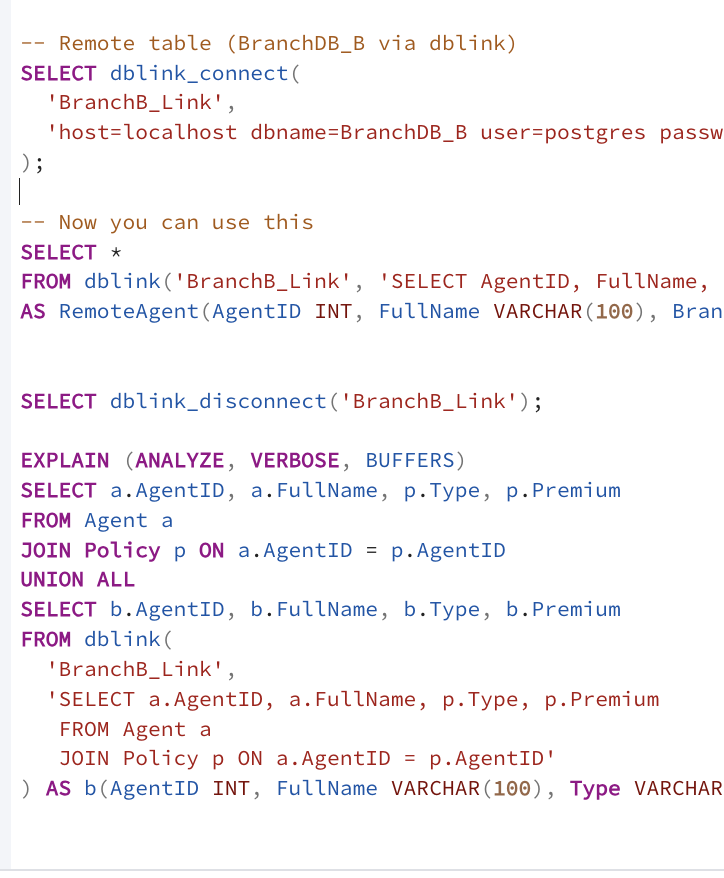 -- Remote table (BranchDB_B via dblink)
SELECT dblink_connect(
'BranchB_Link',
'host=localhost dbname=BranchDB_B user=postgres passw
);
-- Now you can use this
SELECT *
FROM dblink('BranchB_Link', 'SELECT AgentID, FullName,
AS RemoteAgent(AgentID INT, FullName VARCHAR(100), Bran
SELECT dblink_disconnect('BranchB_Link');
EXPLAIN (ANALYZE, VERBOSE, BUFFERS)
SELECT a.AgentID, a.FullName, p.Type, p.Premium
FROM Agent a
JOIN Policy p ON a.AgentID = p.AgentID
UNION ALL
SELECT b.AgentID, b.FullName, b.Type, b.Premium
FROM dblink(
'BranchB_Link',
'SELECT a.AgentID, a.FullName, p.Type, p.Premium
FROM Agent a
JOIN Policy p ON a.AgentID = p.AgentID'
) AS b(AgentID INT, FullName VARCHAR(100), Type VARCHAR